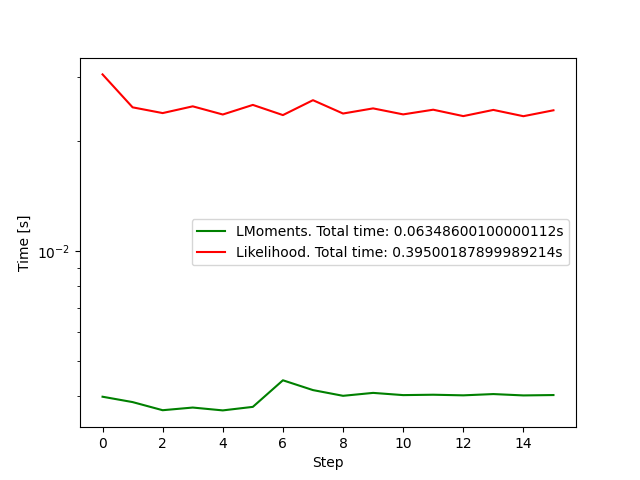 Time [s]
10⁻²
LMoments. Total time: 0.06348600100000112s
Likelihood. Total time: 0.39500187899989214s
0 2 4 6 8 10 12 14
Step